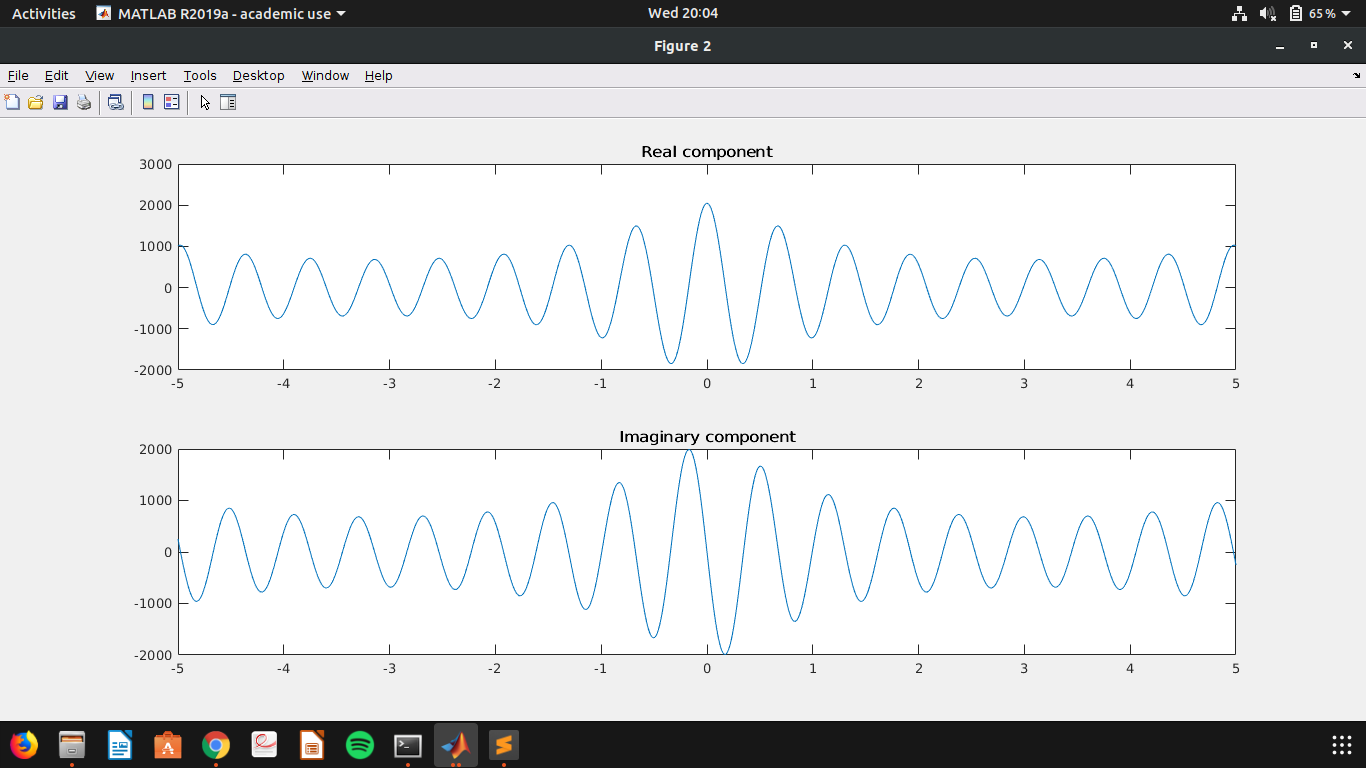 Activities MATLAB R2019a - academic use Wed 20:04 65%
Figure 2
File Edit View Insert Tools Desktop Window Help
Real component
3000
2000
1000
0
-1000
-2000
-5 -4 -3 -2 -1 0 1 2 3 4 5
Imaginary component
2000
1000
0
-1000
-2000
-5 -4 -3 -2 -1 0 1 2 3 4 5